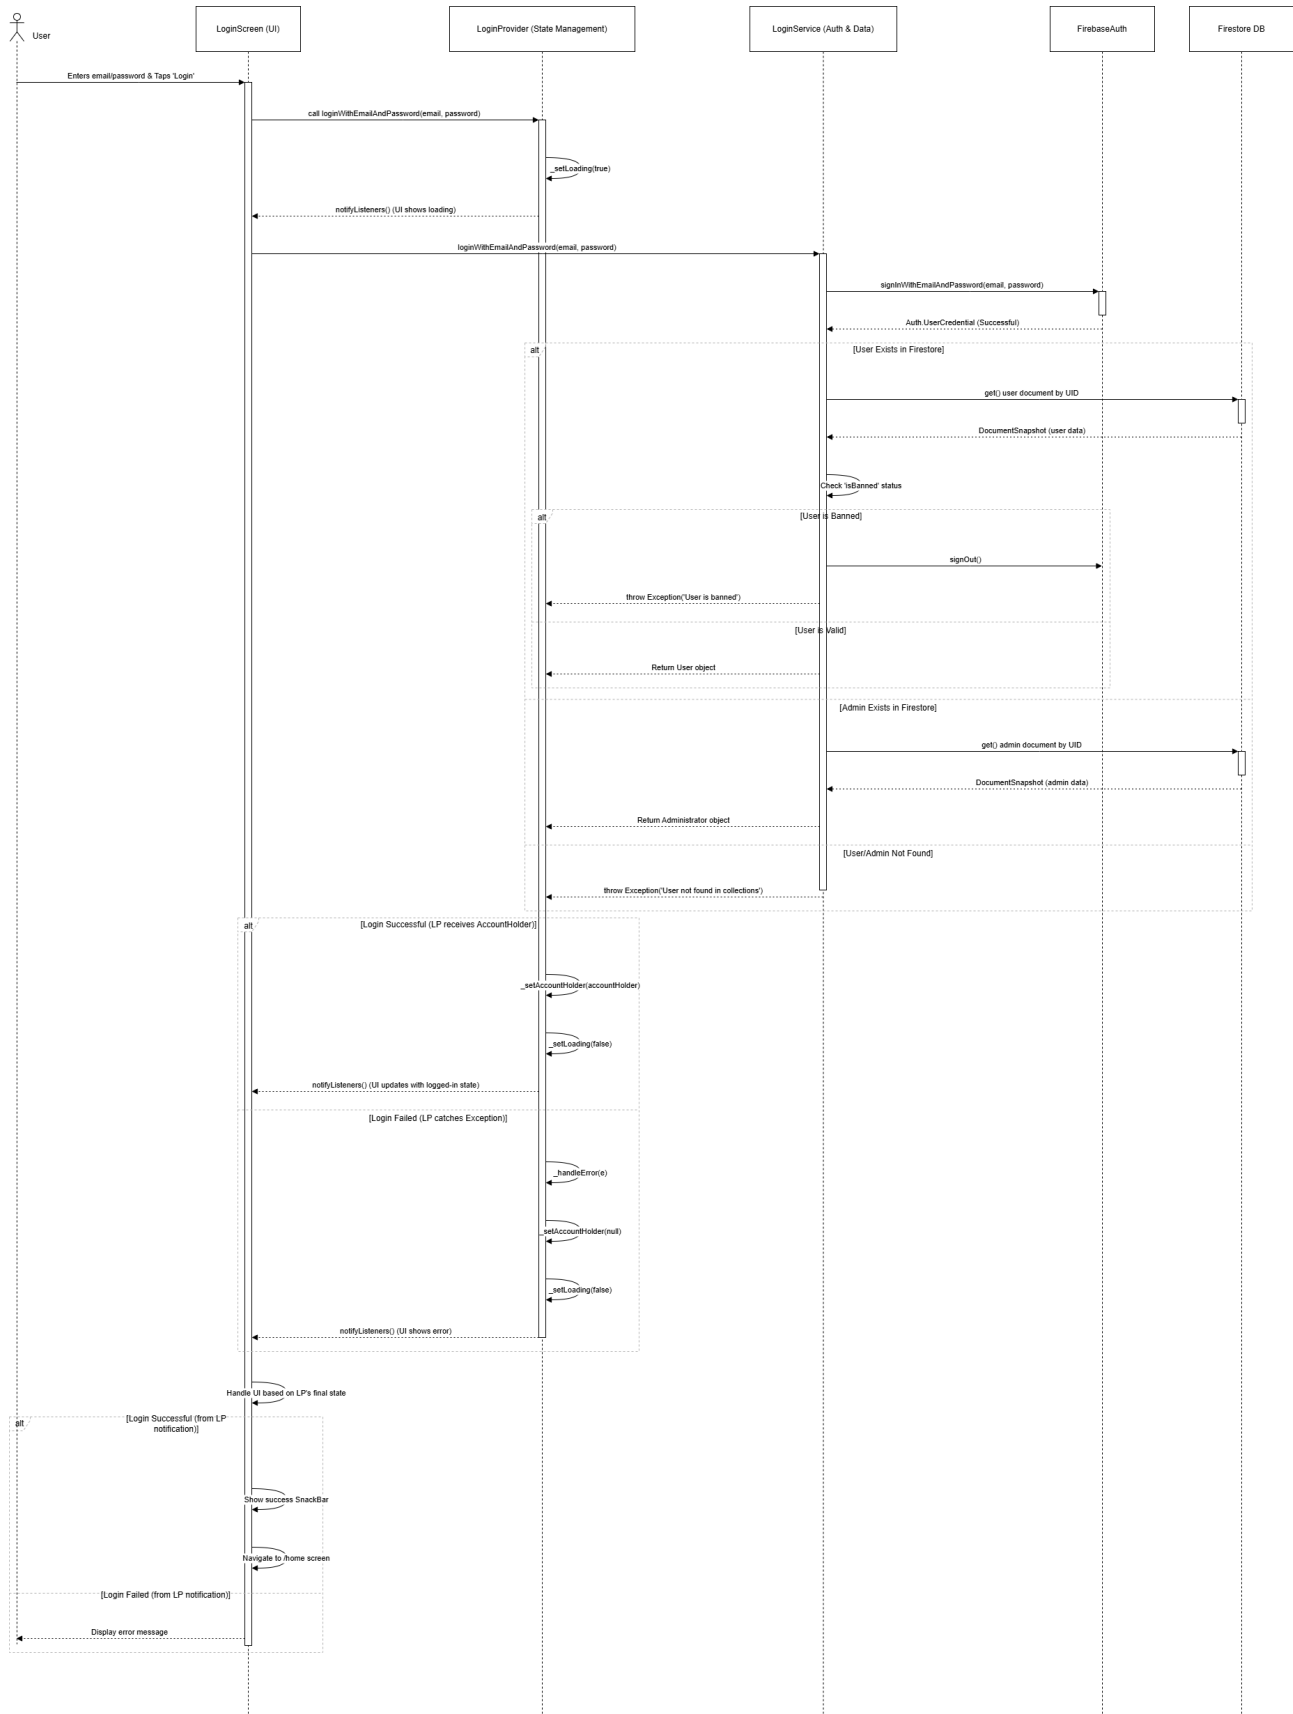 User
LoginScreen (UI)
LoginProvider (State Management)
LoginService (Auth & Data)
FirebaseAuth
Firestore DB
Enters email/password & Taps 'Login'
call loginWithEmailAndPassword(email, password)
_setLoading(true)
notifyListeners() (UI shows loading)
loginWithEmailAndPassword(email, password)
signInWithEmailAndPassword(email, password)
Auth.UserCredential (Successful)
alt
[User Exists in Firestore]
get() user document by UID
DocumentSnapshot (user data)
Check 'isBanned' status
alt
[User is Banned]
signOut()
throw Exception('User is banned')
[User is Valid]
Return User object
[Admin Exists in Firestore]
get() admin document by UID
DocumentSnapshot (admin data)
Return Administrator object
[User/Admin Not Found]
throw Exception('User not found in collections')
alt
[Login Successful (LP receives AccountHolder)]
_setAccountHolder(accountHolder)
_setLoading(false)
notifyListeners() (UI updates with logged-in state)
[Login Failed (LP catches Exception)]
_handleError(e)
_setAccountHolder(null)
_setLoading(false)
notifyListeners() (UI shows error)
Handle UI based on LP's final state
alt
[Login Successful (from LP
notification)]
Show success SnackBar
Navigate to /home screen
[Login Failed (from LP notification)]
Display error message